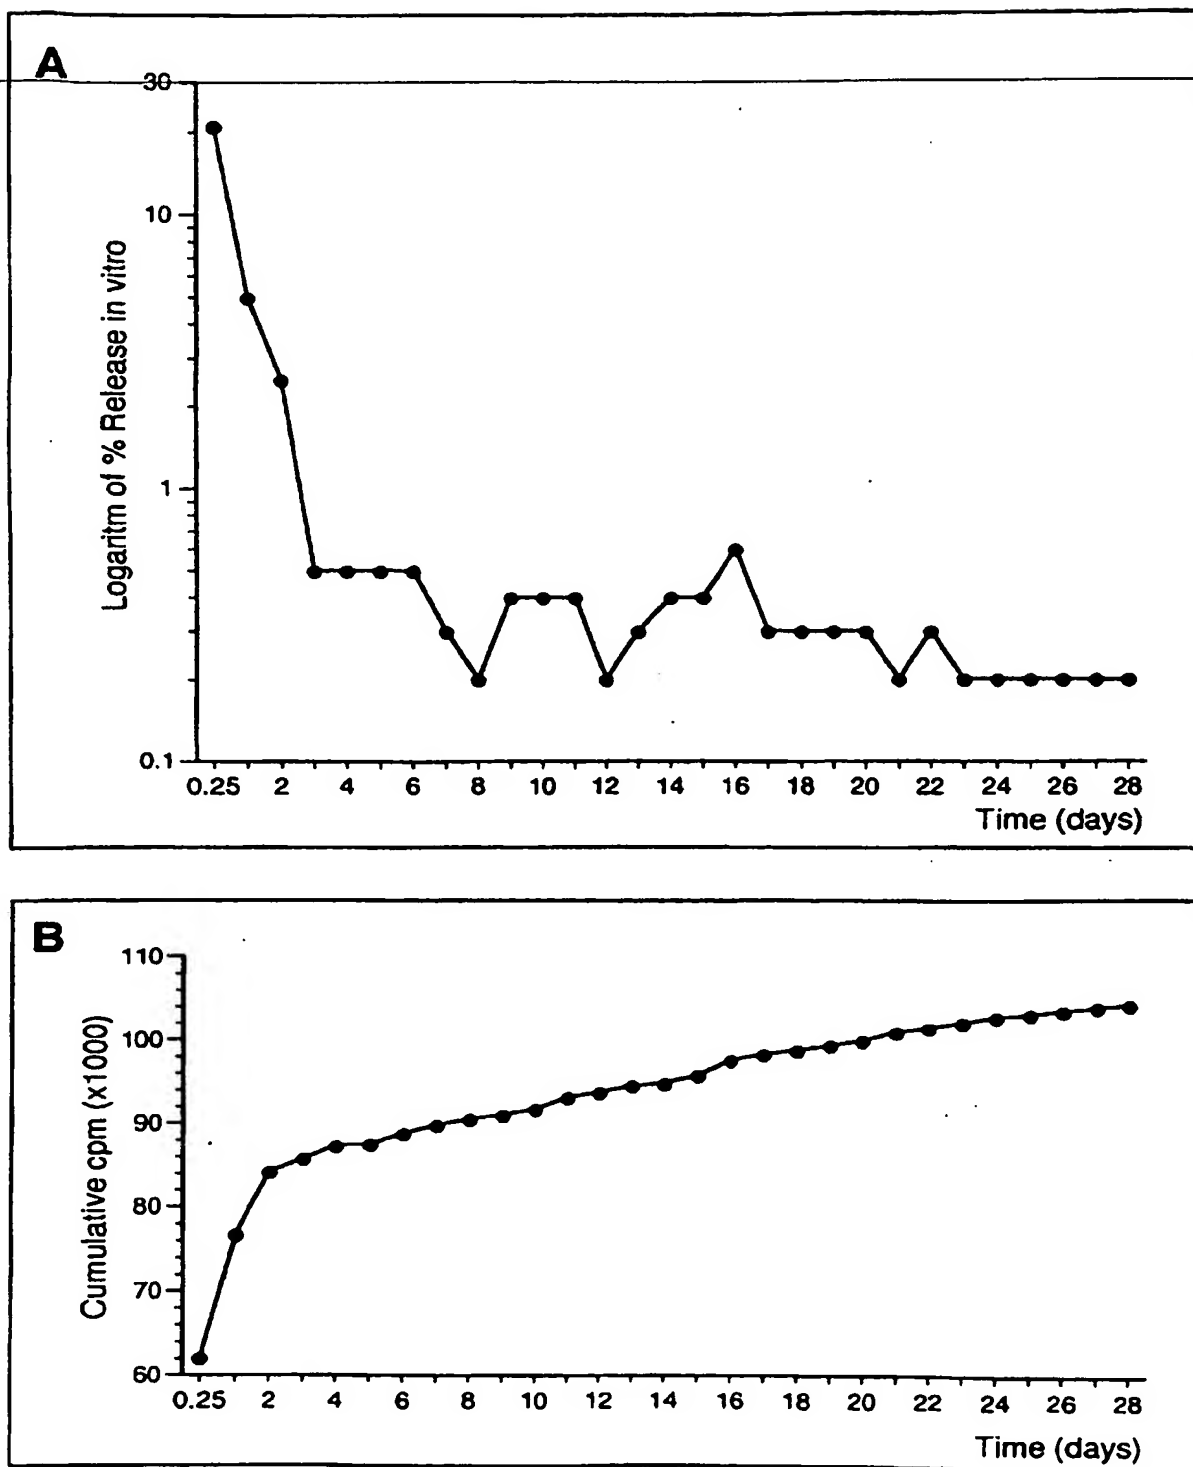 A
30
10
1
0.1
Logaritm of % Release in vitro
0.25 2 4 6 8 10 12 14 16 18 20 22 24 26 28
Time (days)
B
110
100
90
80
70
60
Cumulative cpm (x1000)
0.25 2 4 6 8 10 12 14 16 18 20 22 24 26 28
Time (days)